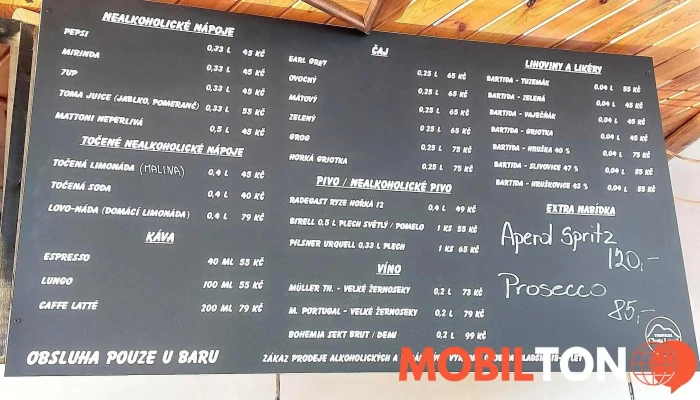 NEALKOHOLICKÉ NÁPOJE
PEPSI 0,33 L 45 KČ
MIRINDA 0,33 L 45 KČ
7UP 0,33 L 45 KČ
TOMA JUICE (JABLKO, POMERANČ) 0,33 L 55 KČ
MATTONI NEPERLIVÁ 0,5 L 45 KČ
TOČENÉ NEALKOHOLICKÉ NÁPOJE
TOČENÁ LIMONÁDA (MALINA) 0,4 L 45 KČ
TOČENÁ SODA 0,4 L 40 KČ
LOVO-NÁDA (DOMÁCÍ LIMONÁDA) 0,4 L 79 KČ
KÁVA
ESPRESSO 40 ML 55 KČ
LUNGO 100 ML 55 KČ
CAFFE LATTÉ 200 ML 79 KČ
OBSLUHA POUZE U BARU
ČAJ
EARL GREY 0,25 L 65 KČ
OVOCNÝ 0,25 L 65 KČ
MÁTOVÝ 0,25 L 65 KČ
ZELENÝ 0,25 L 65 KČ
GROG 0,25 L 75 KČ
HORKÁ GRIOTKA 0,25 L 75 KČ
PIVO / NEALKOHOLICKÉ PIVO
RADEGAST RYZE HOŘKÁ 12 0,4 L 49 KČ
BIRELL 0,5 L PLECH SVĚTLÝ / POMELO 1 KS 55 KČ
PILSNER URQUELL 0,33 L PLECH 1 KS 65 KČ
VÍNO
MÜLLER TH. - VELKÉ ŽERNOSEKY 0,2 L 73 KČ
M. PORTUGAL - VELKÉ ŽERNOSEKY 0,2 L 79 KČ
BOHEMIA SEKT BRUT / DEMI 0,2 L 99 KČ
ZÁKAZ PRODEJE ALKOHOLICKÝCH A
LIHOVINY A LIKÉRY
BARTIDA - TUZEMÁK 0,04 L 55 KČ
BARTIDA - ZELENÁ 0,04 L 45 KČ
BARTIDA - VAJEČŇÁK 0,04 L 45 KČ
BARTIDA - GRIOTKA 0,04 L 45 KČ
BARTIDA - HRUŠKA 40 % 0,04 L 75 KČ
BARTIDA - SLIVOVICE 47 % 0,04 L 85 KČ
BARTIDA - HRUŠKOVICE 43 % 0,04 L 85 KČ
EXTRA NABÍDKA
Aperol Spritz
120,-
Prosecco
85,-
MOBILTON